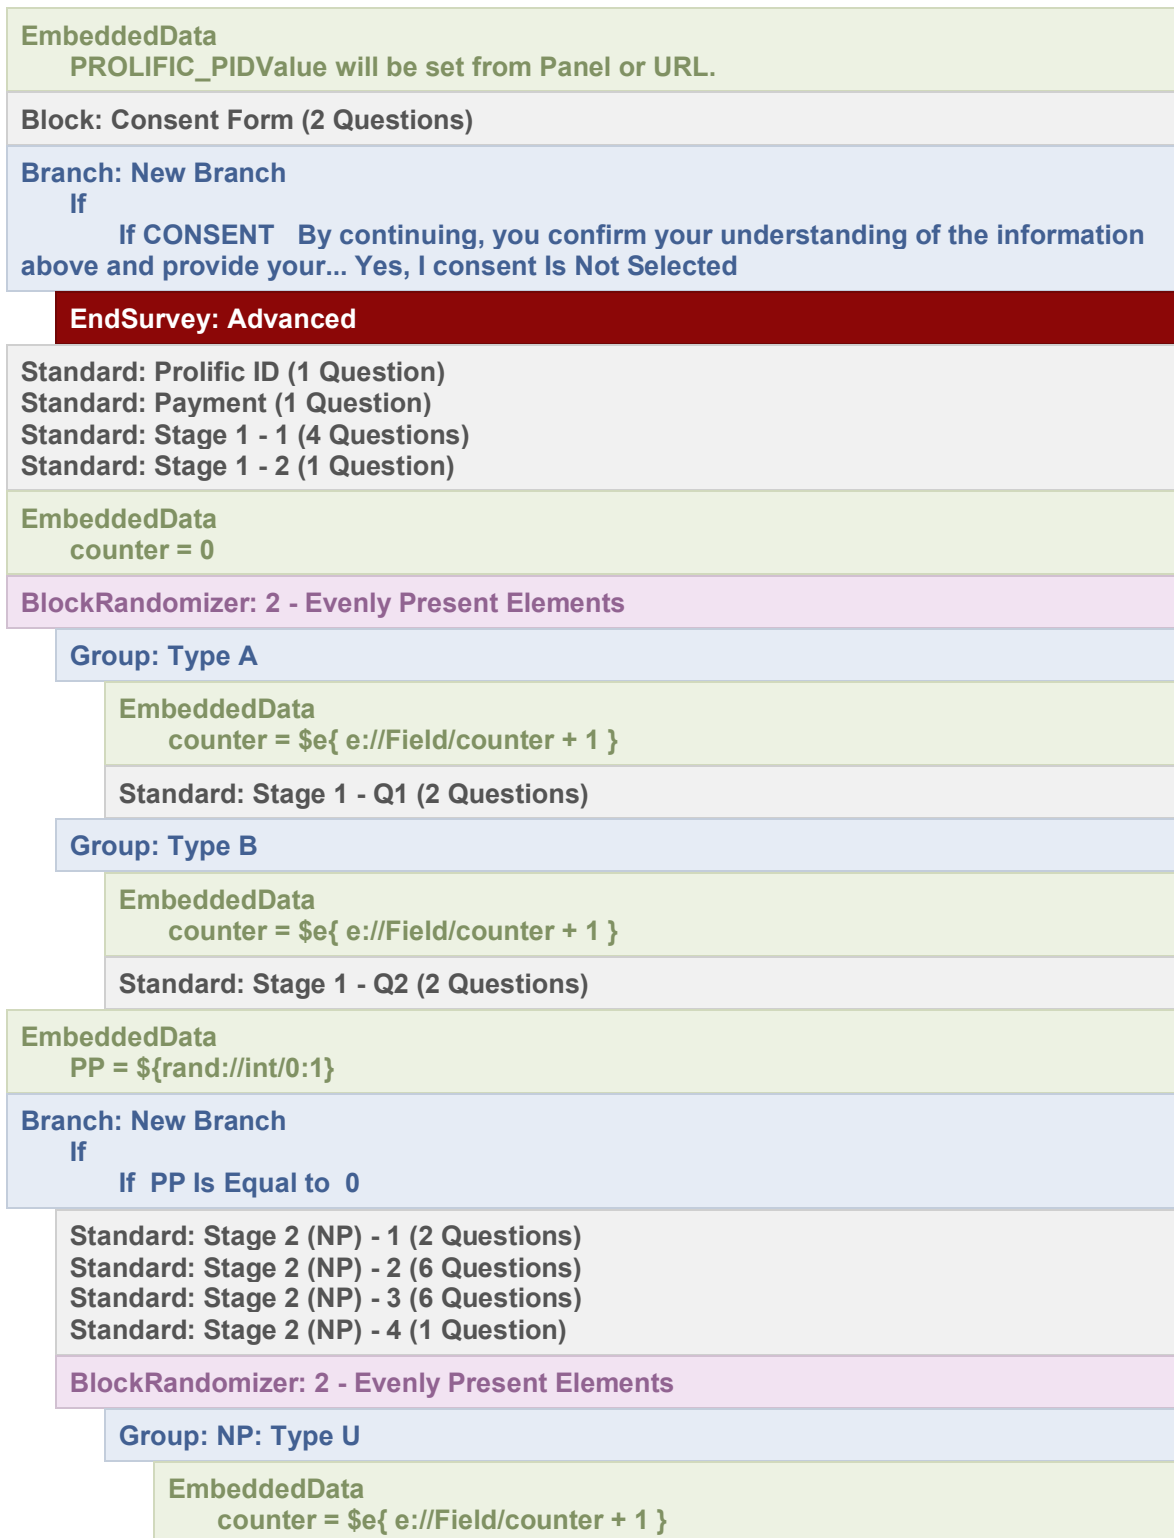 EmbeddedData
PROLIFIC_PIDValue will be set from Panel or URL.
Block: Consent Form (2 Questions)
Branch: New Branch
If
If CONSENT   By continuing, you confirm your understanding of the information
above and provide your... Yes, I consent Is Not Selected
EndSurvey: Advanced
Standard: Prolific ID (1 Question)
Standard: Payment (1 Question)
Standard: Stage 1 - 1 (4 Questions)
Standard: Stage 1 - 2 (1 Question)
EmbeddedData
counter = 0
BlockRandomizer: 2 - Evenly Present Elements
Group: Type A
EmbeddedData
counter = $e{ e://Field/counter + 1 }
Standard: Stage 1 - Q1 (2 Questions)
Group: Type B
EmbeddedData
counter = $e{ e://Field/counter + 1 }
Standard: Stage 1 - Q2 (2 Questions)
EmbeddedData
PP = ${rand://int/0:1}
Branch: New Branch
If
If  PP Is Equal to  0
Standard: Stage 2 (NP) - 1 (2 Questions)
Standard: Stage 2 (NP) - 2 (6 Questions)
Standard: Stage 2 (NP) - 3 (6 Questions)
Standard: Stage 2 (NP) - 4 (1 Question)
BlockRandomizer: 2 - Evenly Present Elements
Group: NP: Type U
EmbeddedData
counter = $e{ e://Field/counter + 1 }